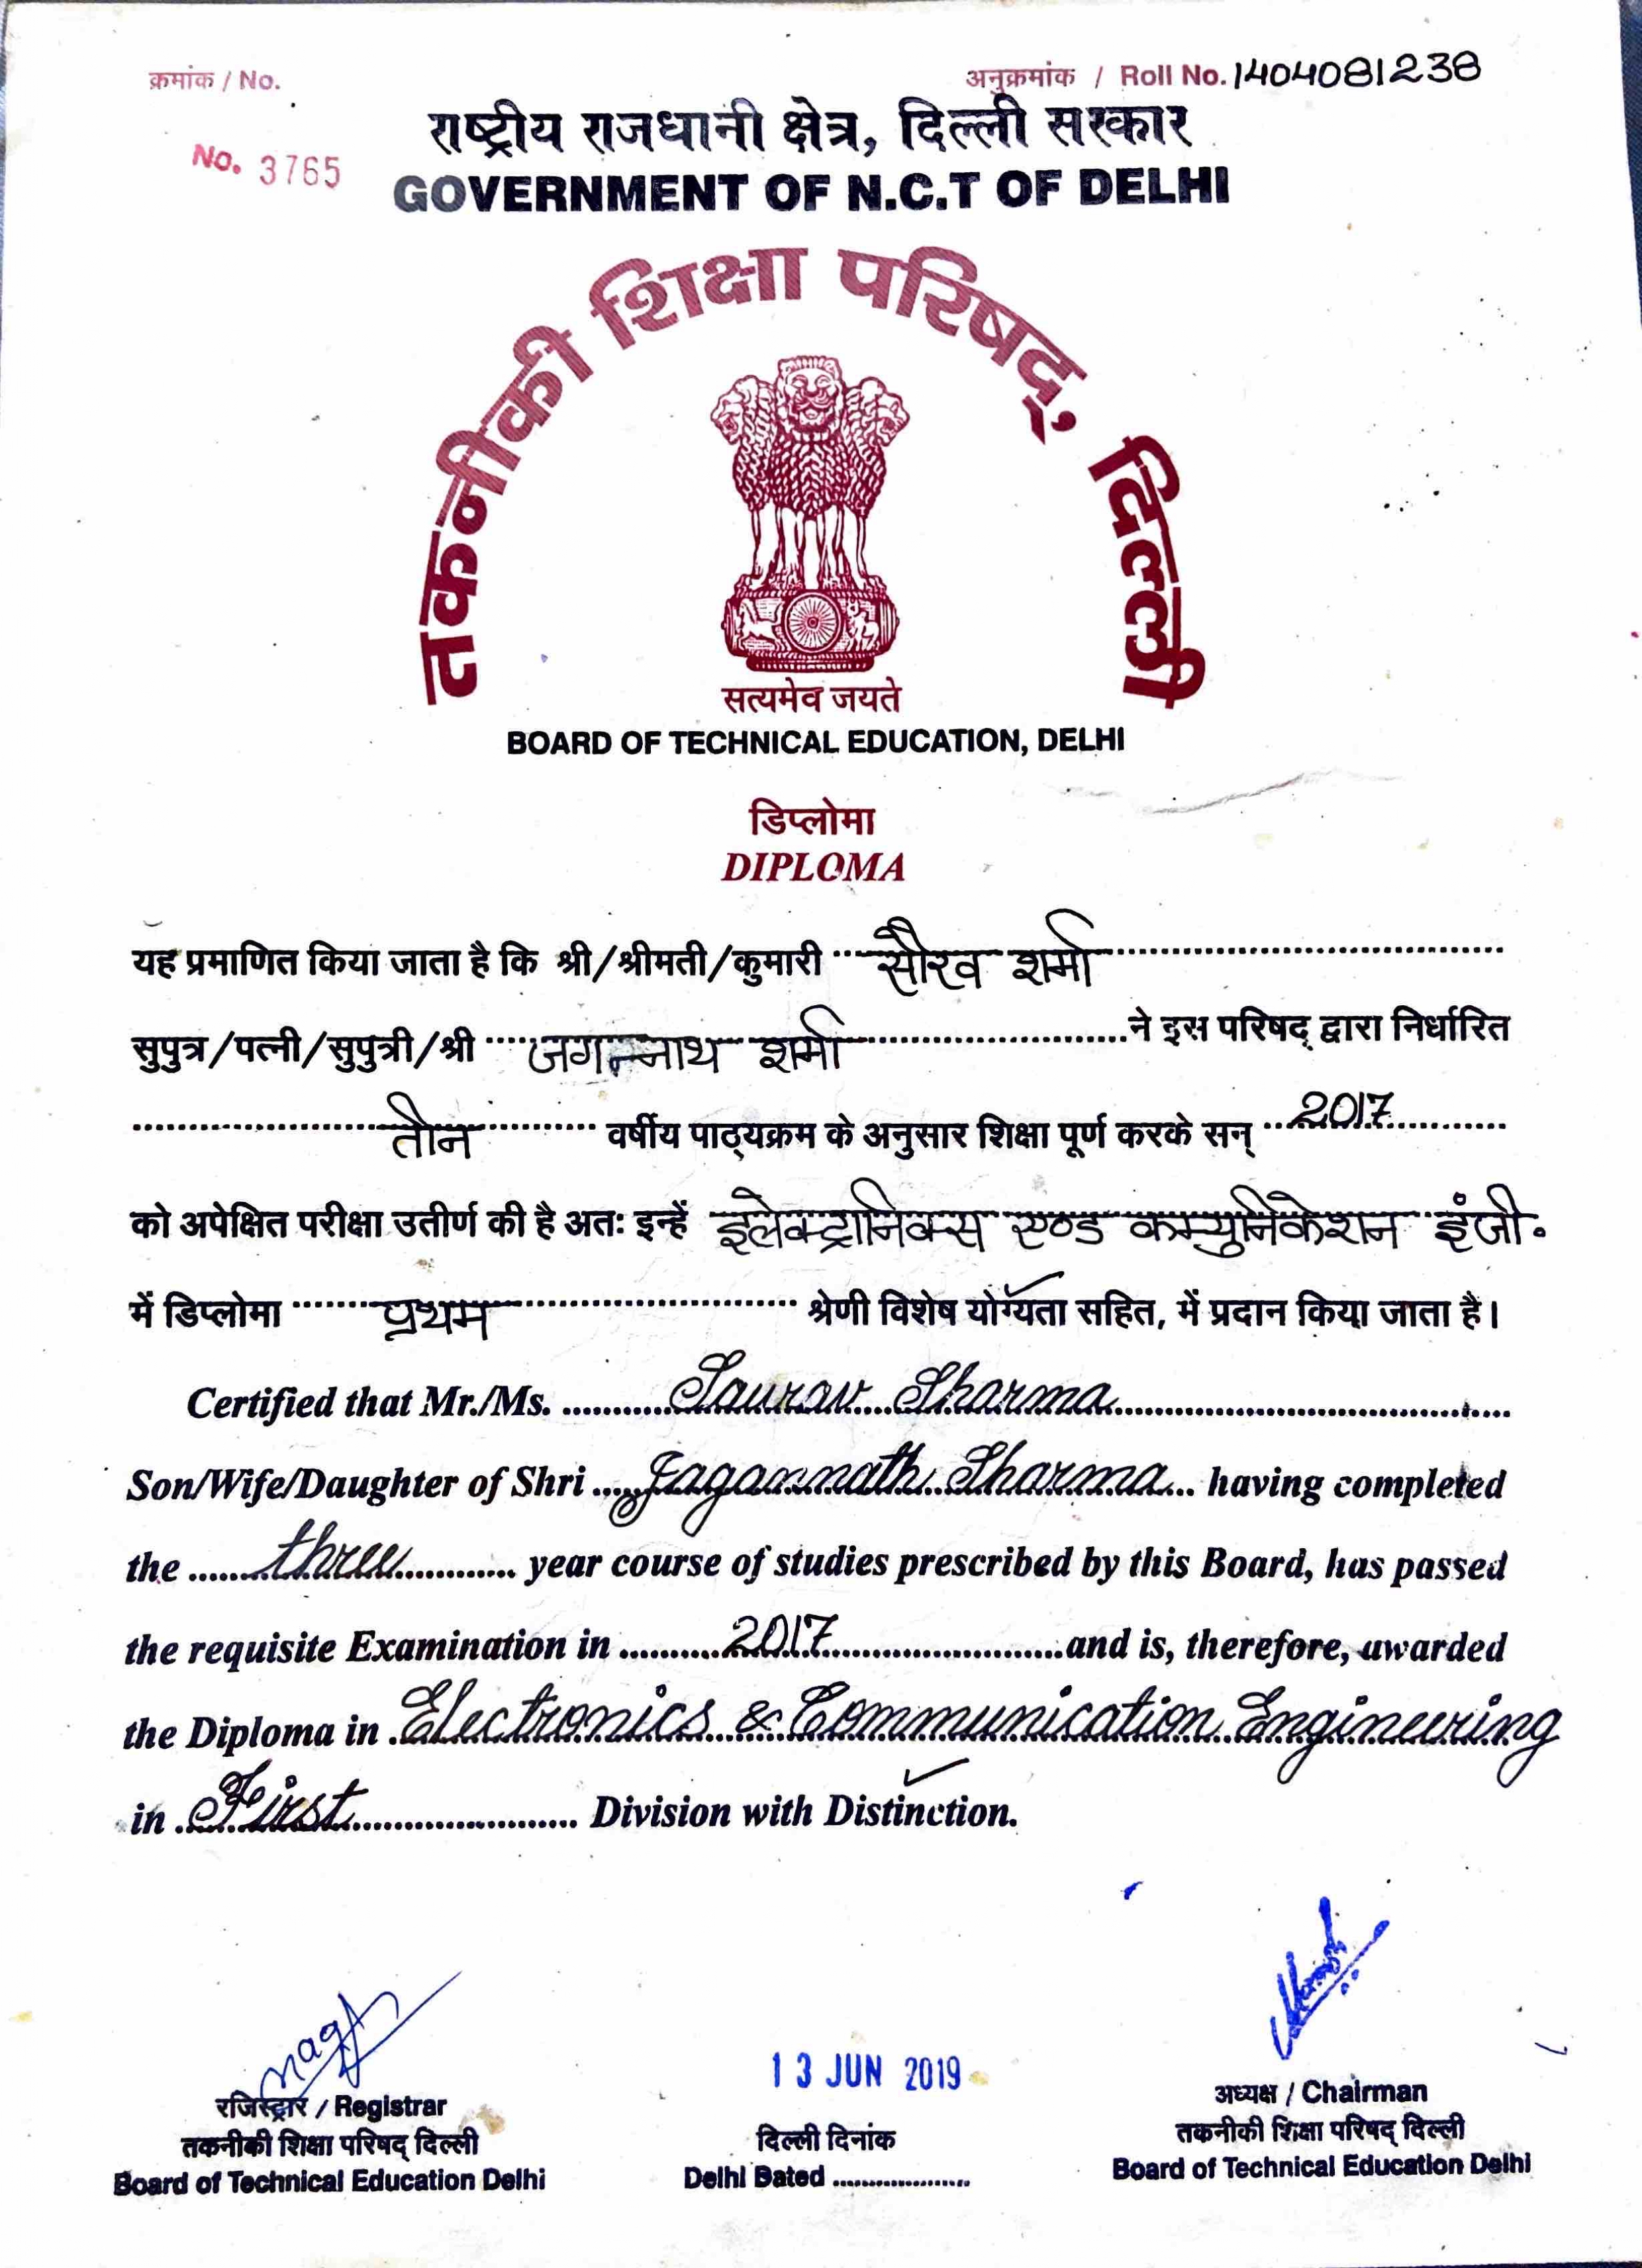 क्रमांक / No.
अनुक्रमांक / Roll No. 1404081238
No. 3765
राष्ट्रीय राजधानी क्षेत्र, दिल्ली सरकार
GOVERNMENT OF N.C.T OF DELHI
तकनीकी शिक्षा परिषद्, दिल्ली
सत्यमेव जयते
BOARD OF TECHNICAL EDUCATION, DELHI
डिप्लोमा
DIPLOMA
यह प्रमाणित किया जाता है कि श्री/श्रीमती/कुमारी सौरव शर्मा
सुपुत्र/पत्नी/सुपुत्री/श्री जगन्नाथ शर्मा ने इस परिषद् द्वारा निर्धारित
तीन वर्षीय पाठ्यक्रम के अनुसार शिक्षा पूर्ण करके सन् 2017
को अपेक्षित परीक्षा उतीर्ण की है अतः इन्हें इलेक्ट्रानिक्स एण्ड कम्युनिकेशन इंजी.
में डिप्लोमा प्रथम श्रेणी विशेष योग्यता सहित, में प्रदान किया जाता है।
Certified that Mr./Ms. Saurav Sharma
Son/Wife/Daughter of Shri Jagannath Sharma having completed
the three year course of studies prescribed by this Board, has passed
the requisite Examination in 2017 and is, therefore, awarded
the Diploma in Electronics & Communication Engineering
in First Division with Distinction.
13 JUN 2019
रजिस्ट्रार / Registrar
तकनीकी शिक्षा परिषद् दिल्ली
Board of Technical Education Delhi
दिल्ली दिनांक
Delhi Dated
अध्यक्ष / Chairman
तकनीकी शिक्षा परिषद् दिल्ली
Board of Technical Education Delhi